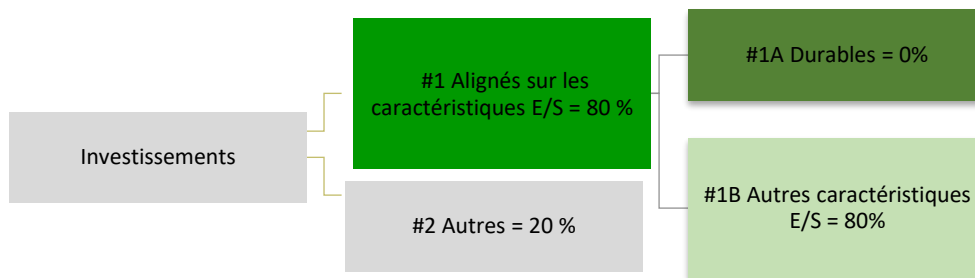 Investissements
#1 Alignés sur les
caractéristiques E/S = 80 %
#2 Autres = 20 %
#1A Durables = 0%
#1B Autres caractéristiques
E/S = 80%